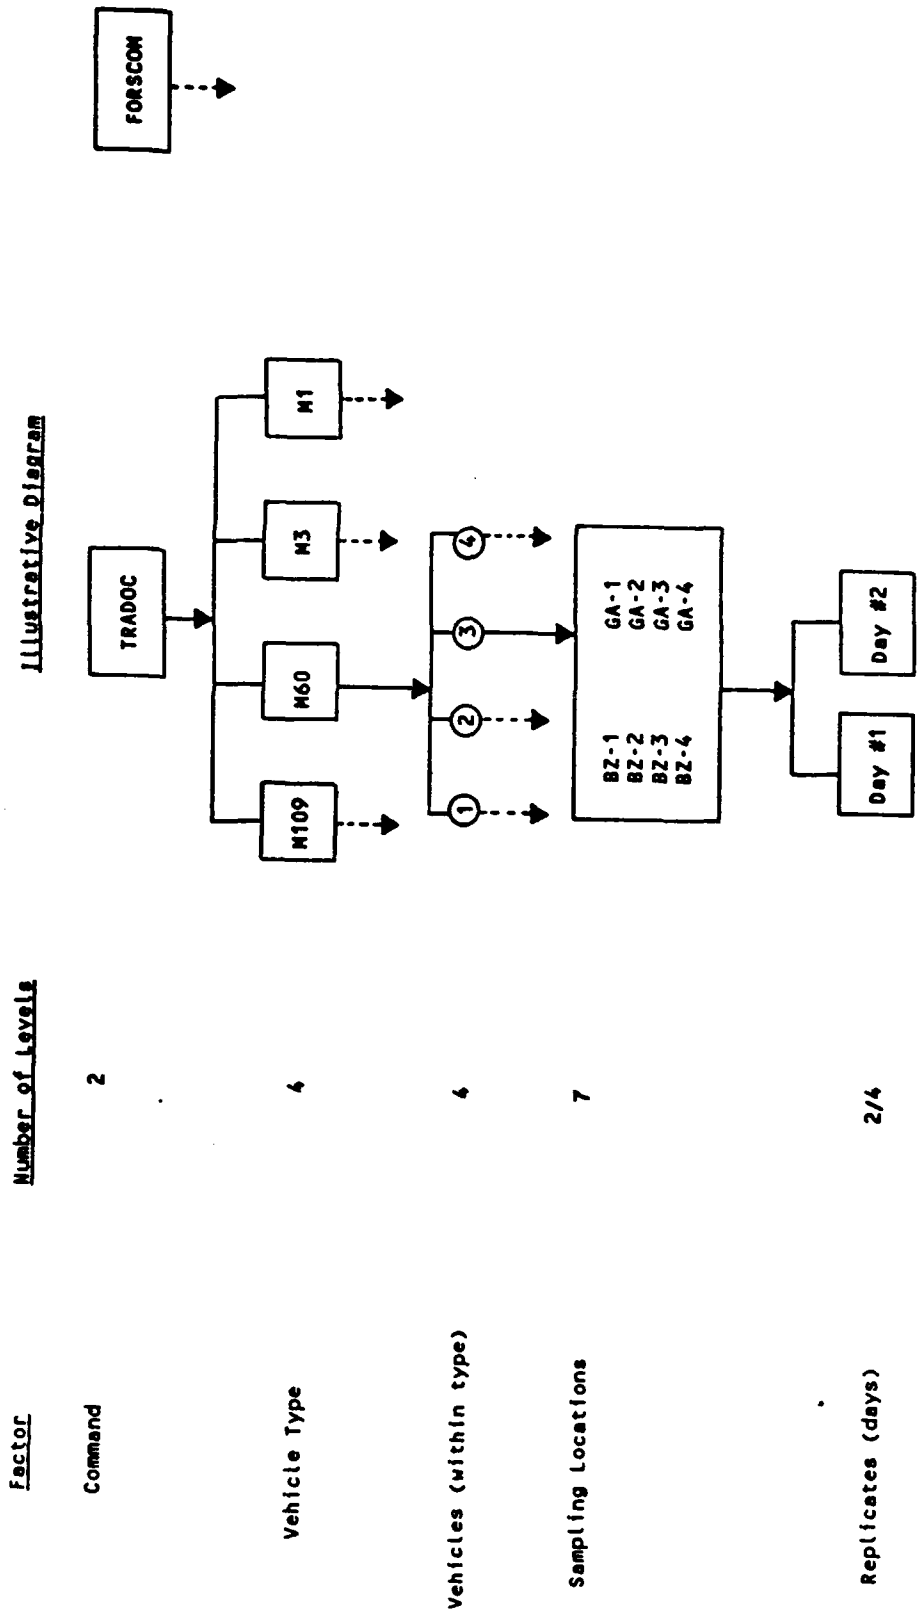 Factor	Number of Levels	Illustrative Diagram
Command	2	TRADOC	FORSCOM
Vehicle Type	4	M109	M60	M3	M1
Vehicles (within type)	4	1	2	3	4
Sampling Locations	7
BZ-1	GA-1
BZ-2	GA-2
BZ-3	GA-3
BZ-4	GA-4
Replicates (days)	2/4	Day #1	Day #2